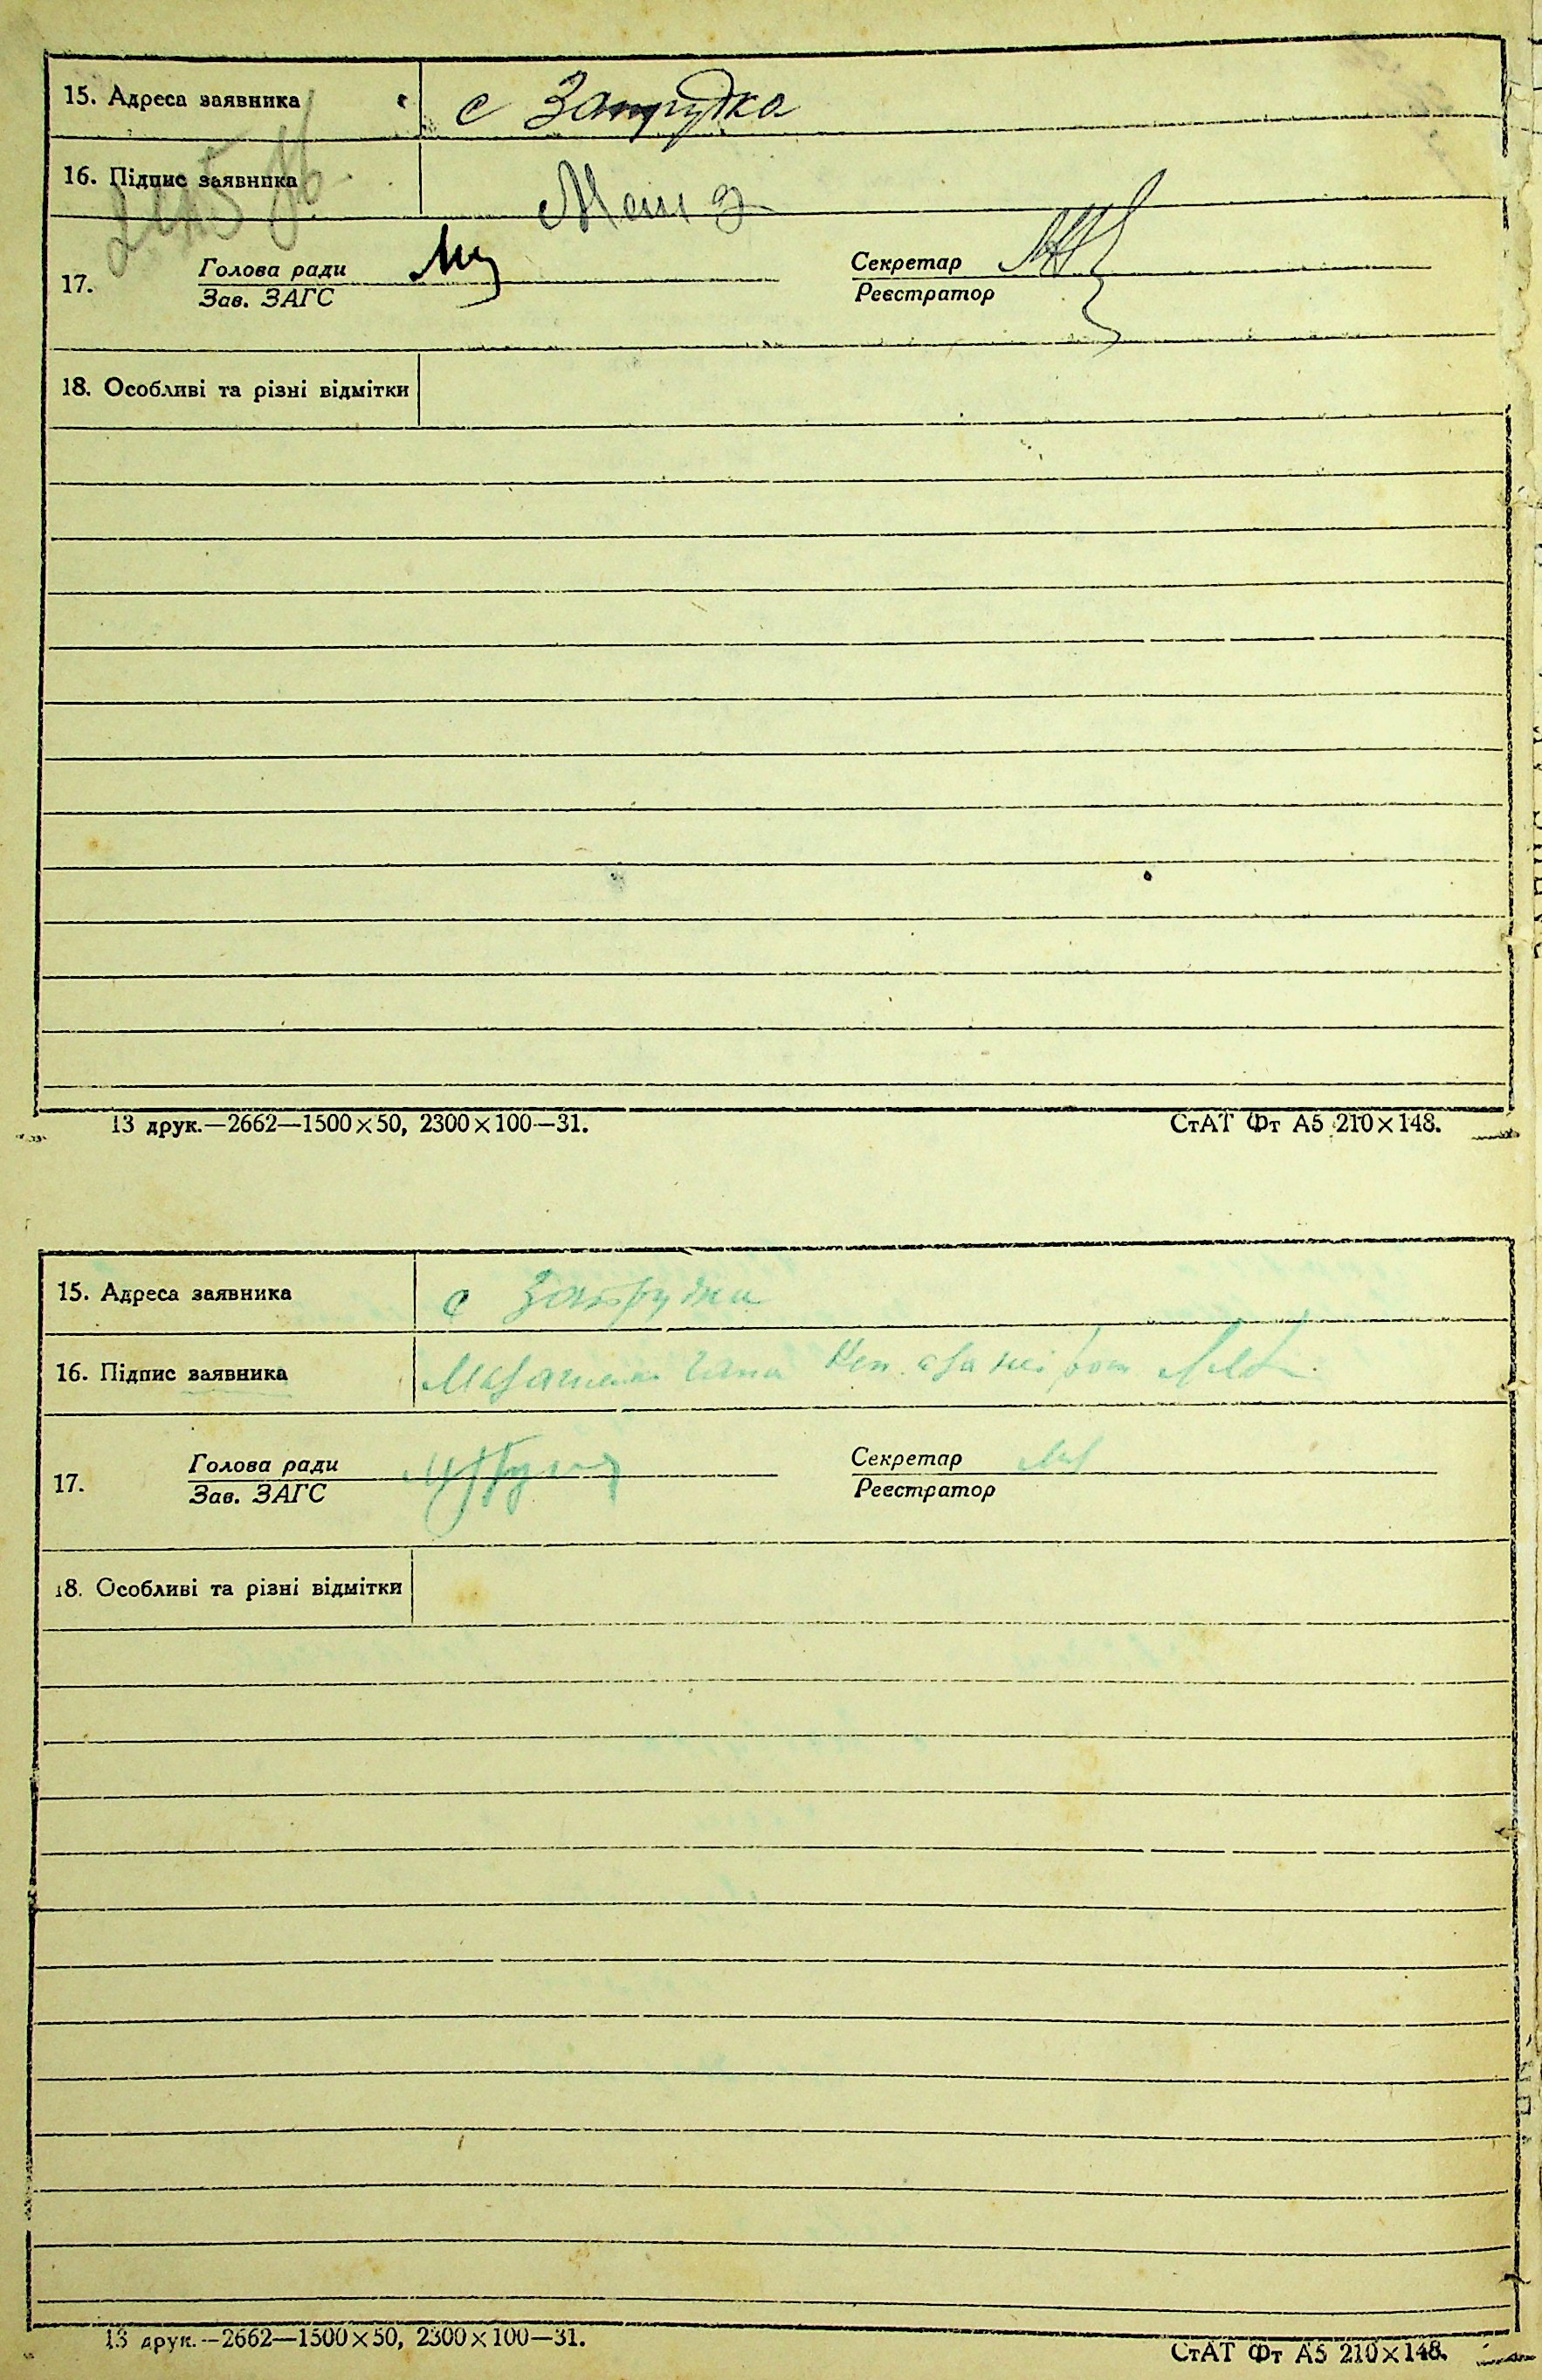 15. Адреса заявника с Затрудка
16. Підпис заявника
17. Голова ради Секретар
Зав. ЗАГС Реєстратор
18. Особливі та різні відмітки
13 друк.—2662—1500×50, 2300×100—31. СтАТ Фт А5 210×148.
15. Адреса заявника с Затрудка
16. Підпис заявника
17. Голова ради Секретар
Зав. ЗАГС Реєстратор
18. Особливі та різні відмітки
13 друк.—2662—1500×50, 2300×100—31. СтАТ Фт А5 210×148.